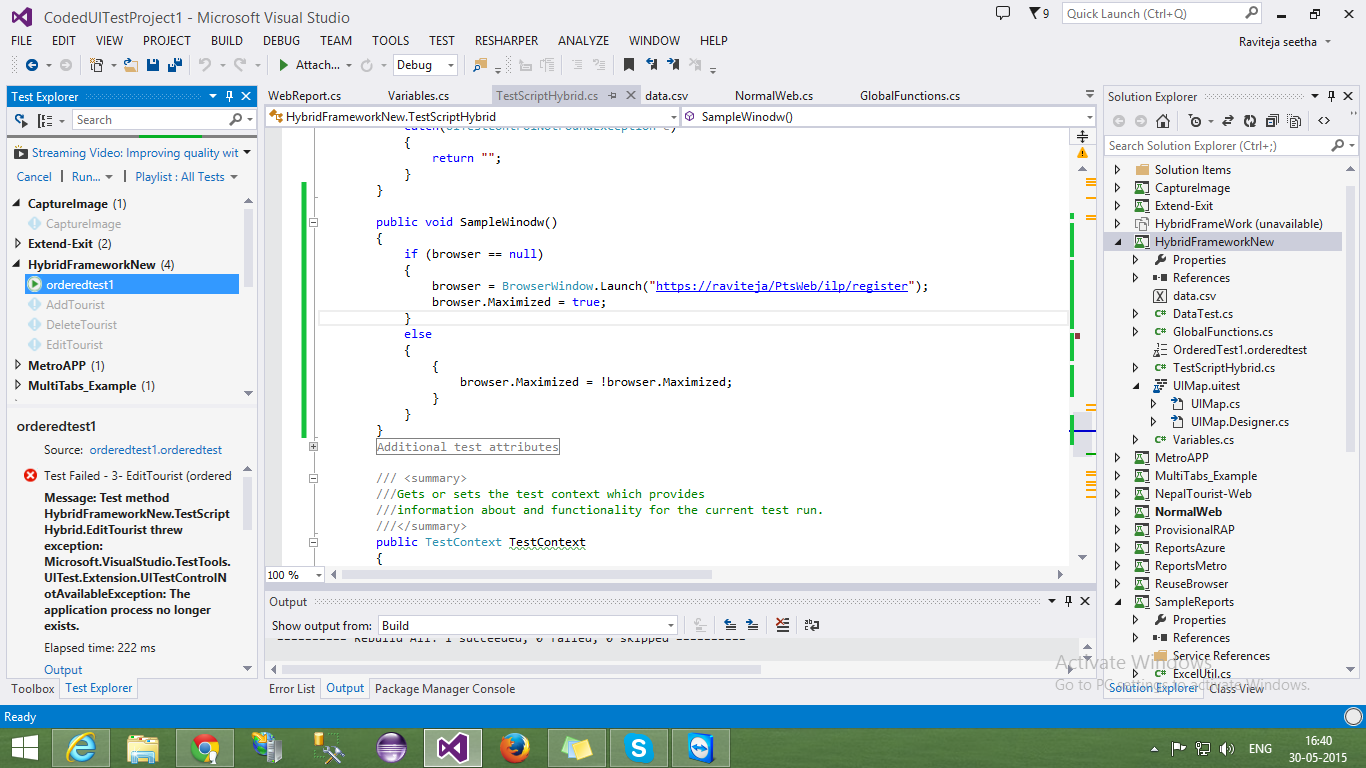 CodedUITestProject1 - Microsoft Visual Studio
9
Quick Launch (Ctrl+Q)
FILE EDIT VIEW PROJECT BUILD DEBUG TEAM TOOLS TEST RESHARPER ANALYZE WINDOW HELP
Raviteja seetha
Attach...
Debug
Test Explorer
Search
Streaming Video: Improving quality wit
Cancel Run... Playlist : All Tests
CaptureImage (1)
CaptureImage
Extend-Exit (2)
HybridFrameworkNew (4)
orderedtest1
AddTourist
DeleteTourist
EditTourist
MetroAPP (1)
MultiTabs_Example (1)
orderedtest1
Source: orderedtest1.orderedtest
Test Failed - 3- EditTourist (ordered
Message: Test method
HybridFrameworkNew.TestScript
Hybrid.EditTourist threw
exception:
Microsoft.VisualStudio.TestTools.
UITest.Extension.UITestControlN
otAvailableException: The
application process no longer
exists.
Elapsed time: 222 ms
Output
Toolbox Test Explorer
WebReport.cs Variables.cs TestScriptHybrid.cs data.csv NormalWeb.cs GlobalFunctions.cs
HybridFrameworkNew.TestScriptHybrid
SampleWinodw()
catch(UITestControlNotFoundException e)
{
return "";
}
}
public void SampleWinodw()
{
if (browser == null)
{
browser = BrowserWindow.Launch("https://raviteja/PtsWeb/ilp/register");
browser.Maximized = true;
}
else
{
{
browser.Maximized = !browser.Maximized;
}
}
}
Additional test attributes
/// <summary>
///Gets or sets the test context which provides
///information about and functionality for the current test run.
///</summary>
public TestContext TestContext
{
100 %
Output
Show output from: Build
========== Rebuild All: 1 succeeded, 0 failed, 0 skipped ==========
Error List Output Package Manager Console
Solution Explorer
Search Solution Explorer (Ctrl+;)
Solution Items
CaptureImage
Extend-Exit
HybridFrameWork (unavailable)
HybridFrameworkNew
Properties
References
data.csv
DataTest.cs
GlobalFunctions.cs
OrderedTest1.orderedtest
TestScriptHybrid.cs
UIMap.uitest
UIMap.cs
UIMap.Designer.cs
Variables.cs
MetroAPP
MultiTabs_Example
NepalTourist-Web
NormalWeb
ProvisionalRAP
ReportsAzure
ReportsMetro
ReuseBrowser
SampleReports
Properties
References
Service References
ExcelUtil.cs
Solution Explorer Class View
Activate Windows
Go to PC settings to activate Windows.
Ready
ENG
16:40
30-05-2015